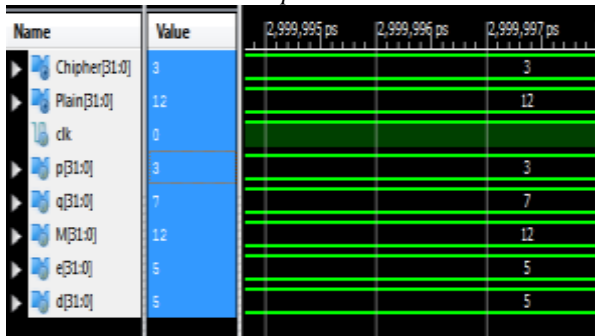 Name Value 2,999,995 ps 2,999,996 ps 2,999,997 ps
Chipher[31:0] 3 3
Plain[31:0] 12 12
clk 0
p[31:0] 3 3
q[31:0] 7 7
M[31:0] 12 12
e[31:0] 5 5
d[31:0] 5 5